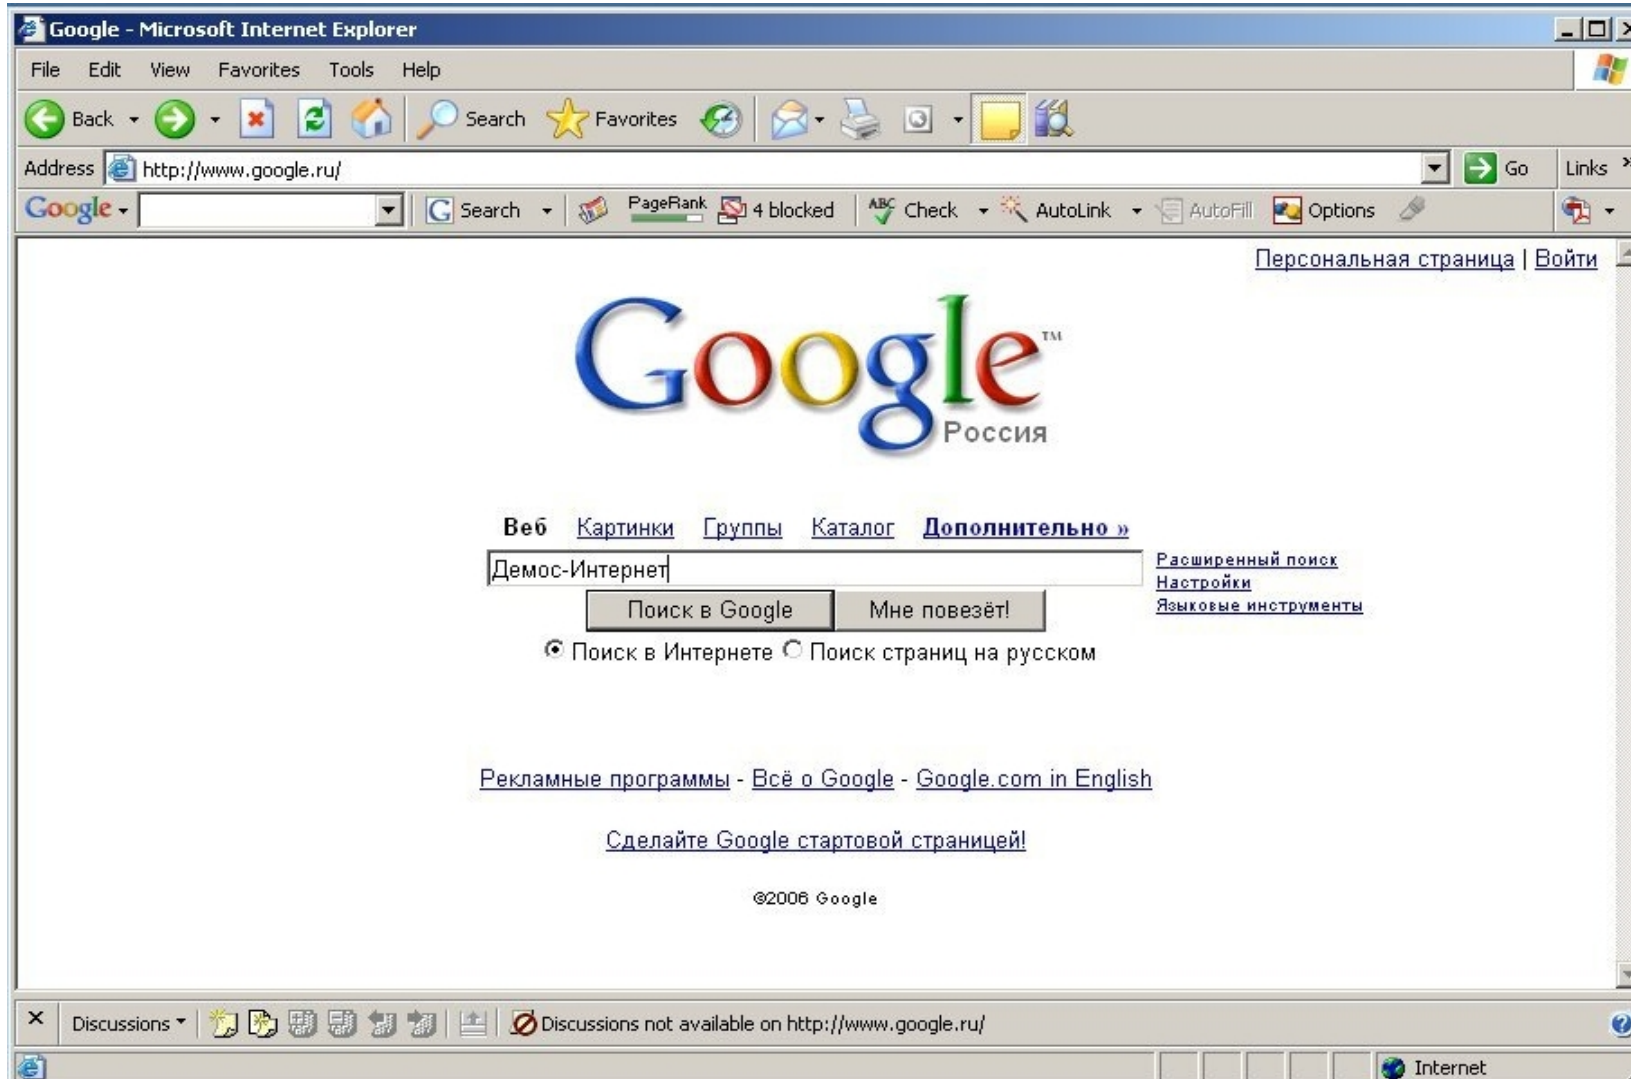 Google - Microsoft Internet Explorer
File Edit View Favorites Tools Help
Back Search Favorites
Address http://www.google.ru/ Go Links
Google Search PageRank 4 blocked ABC Check AutoLink AutoFill Options
Персональная страница | Войти
Google™
Россия
Веб Картинки Группы Каталог Дополнительно »
Демос-Интернет
Расширенный поиск
Настройки
Языковые инструменты
Поиск в Google Мне повезёт!
Поиск в Интернете Поиск страниц на русском
Рекламные программы - Всё о Google - Google.com in English
Сделайте Google стартовой страницей!
©2006 Google
Discussions Discussions not available on http://www.google.ru/
Internet